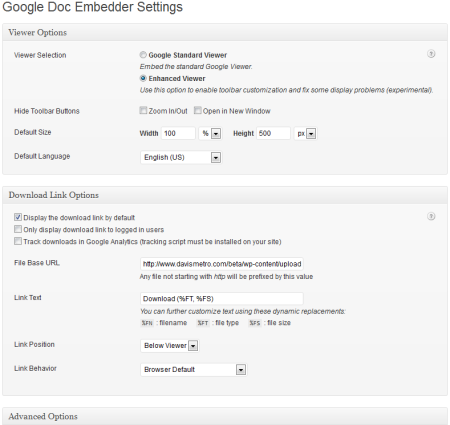 Google Doc Embedder Settings
Viewer Options
Viewer Selection
Google Standard Viewer
Embed the standard Google Viewer.
Enhanced Viewer
Use this option to enable toolbar customization and fix some display problems (experimental).
Hide Toolbar Buttons
Zoom In/Out Open in New Window
Default Size
Width 100 % Height 500 px
Default Language
English (US)
Download Link Options
Display the download link by default
Only display download link to logged in users
Track downloads in Google Analytics (tracking script must be installed on your site)
File Base URL
http://www.davismetro.com/beta/wp-content/upload
Any file not starting with http will be prefixed by this value
Link Text
Download (%FT, %FS)
You can further customize text using these dynamic replacements:
%FN : filename %FT : file type %FS : file size
Link Position
Below Viewer
Link Behavior
Browser Default
Advanced Options